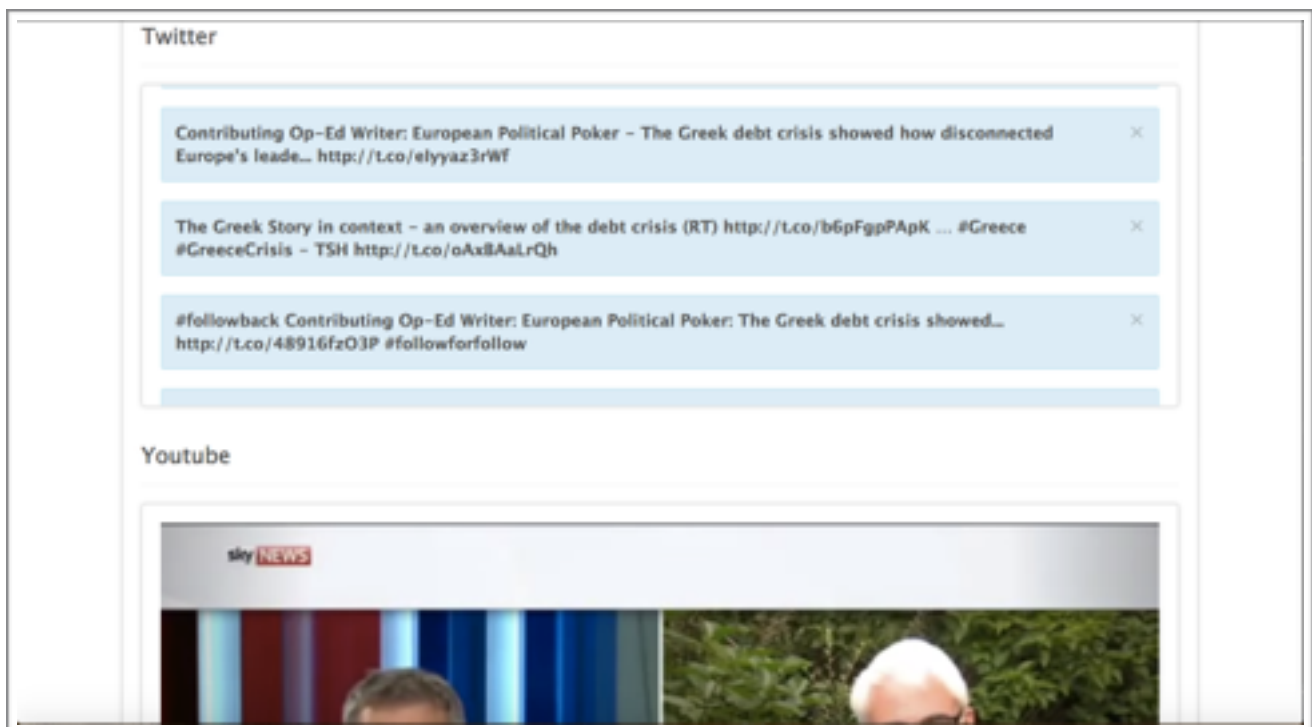 Twitter
Contributing Op-Ed Writer: European Political Poker - The Greek debt crisis showed how disconnected
Europe's leade... http://t.co/elyyaz3rWf
The Greek Story in context - an overview of the debt crisis (RT) http://t.co/b6pFgpPApK ... #Greece
#GreeceCrisis - TSH http://t.co/oAx8AaLrQh
#followback Contributing Op-Ed Writer: European Political Poker: The Greek debt crisis showed...
http://t.co/48916fzO3P #followforfollow
Youtube
sky NEWS